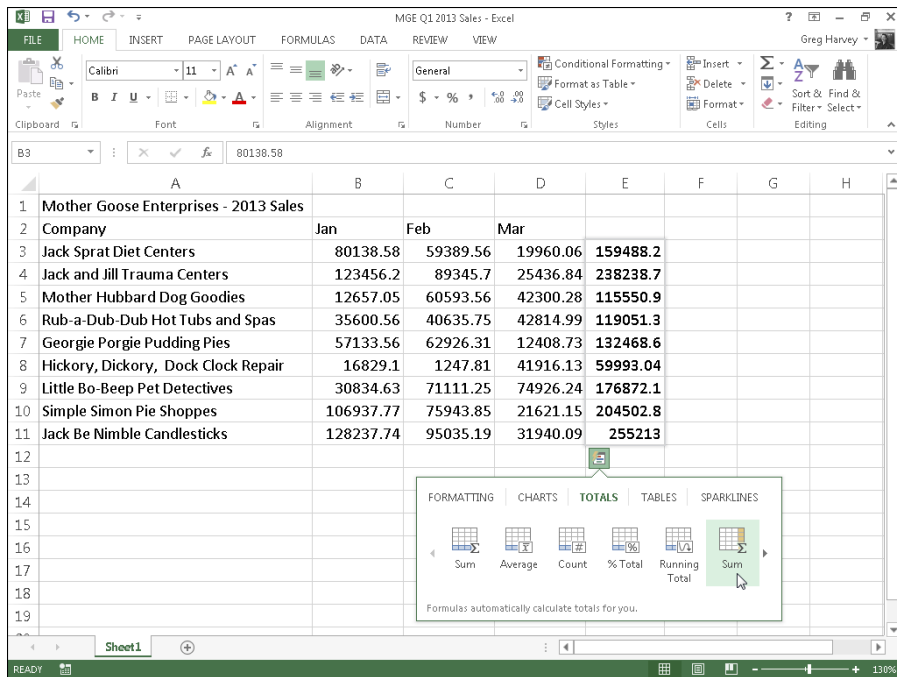 MGE Q1 2013 Sales - Excel
FILE HOME INSERT PAGE LAYOUT FORMULAS DATA REVIEW VIEW Greg Harvey
Calibri 11 General Conditional Formatting Insert
Paste B I U $ % Format as Table Delete Sort & Find &
Cell Styles Format Filter Select
Clipboard Font Alignment Number Styles Cells Editing
B3 fx 80138.58
A B C D E F G H
1 Mother Goose Enterprises - 2013 Sales
2 Company Jan Feb Mar
3 Jack Sprat Diet Centers 80138.58 59389.56 19960.06 159488.2
4 Jack and Jill Trauma Centers 123456.2 89345.7 25436.84 238238.7
5 Mother Hubbard Dog Goodies 12657.05 60593.56 42300.28 115550.9
6 Rub-a-Dub-Dub Hot Tubs and Spas 35600.56 40635.75 42814.99 119051.3
7 Georgie Porgie Pudding Pies 57133.56 62926.31 12408.73 132468.6
8 Hickory, Dickory, Dock Clock Repair 16829.1 1247.81 41916.13 59993.04
9 Little Bo-Beep Pet Detectives 30834.63 71111.25 74926.24 176872.1
10 Simple Simon Pie Shoppes 106937.77 75943.85 21621.15 204502.8
11 Jack Be Nimble Candlesticks 128237.74 95035.19 31940.09 255213
12
13
14 FORMATTING CHARTS TOTALS TABLES SPARKLINES
15
16
17 Sum Average Count % Total Running Sum
Total
18
19 Formulas automatically calculate totals for you.
Sheet1
READY 130%